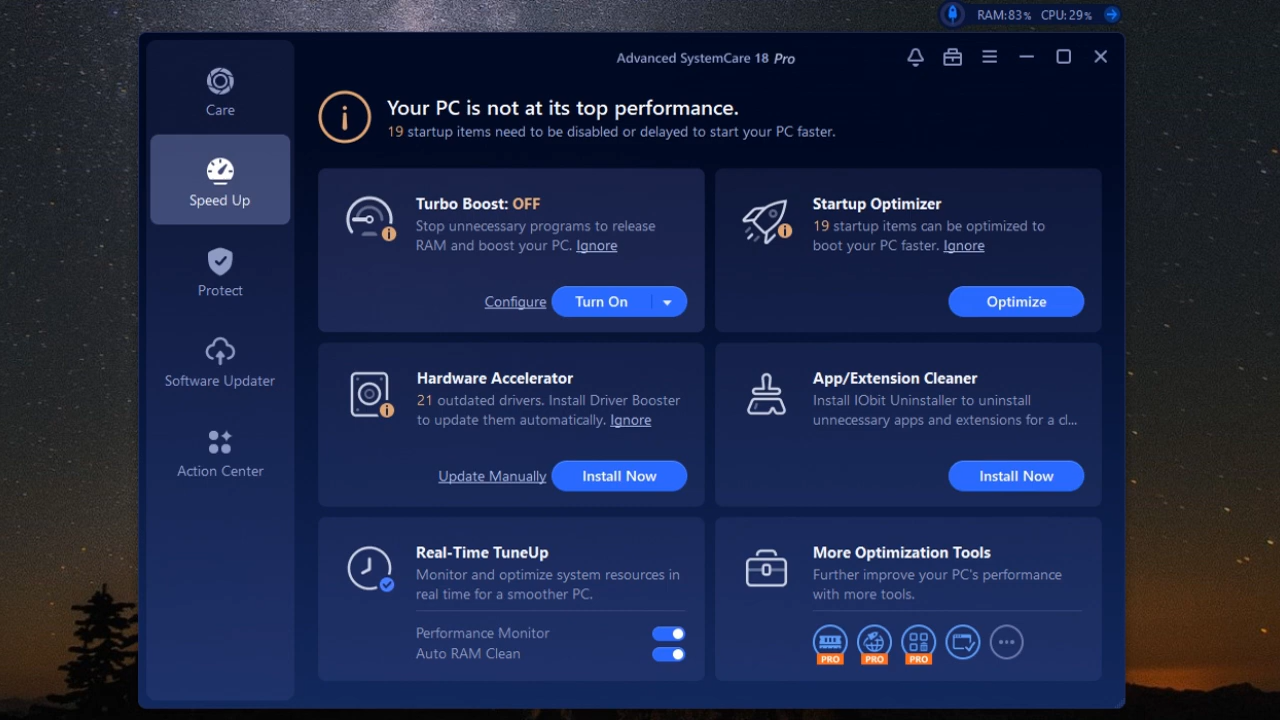 RAM:83% CPU:29%
Advanced SystemCare 18 Pro
Care
Speed Up
Protect
Software Updater
Action Center
Your PC is not at its top performance.
19 startup items need to be disabled or delayed to start your PC faster.
Turbo Boost: OFF
Stop unnecessary programs to release
RAM and boost your PC. Ignore
Configure Turn On
Startup Optimizer
19 startup items can be optimized to
boot your PC faster. Ignore
Optimize
Hardware Accelerator
21 outdated drivers. Install Driver Booster
to update them automatically. Ignore
Update Manually Install Now
App/Extension Cleaner
Install IObit Uninstaller to uninstall
unnecessary apps and extensions for a cl...
Install Now
Real-Time TuneUp
Monitor and optimize system resources in
real time for a smoother PC.
Performance Monitor
Auto RAM Clean
More Optimization Tools
Further improve your PC's performance
with more tools.
PRO PRO PRO